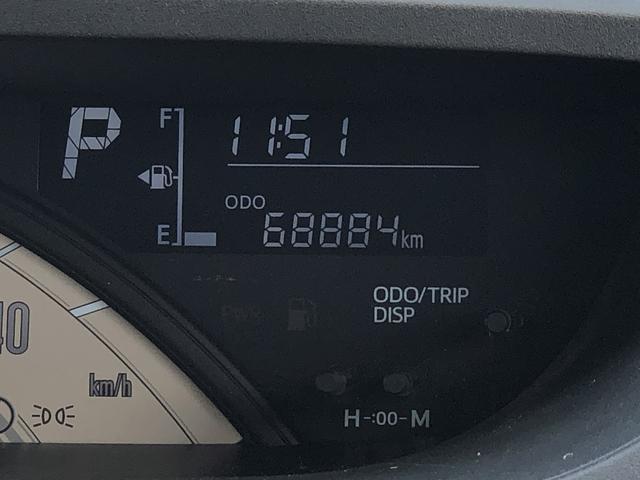 P
F
11:51
ODO
E
68884km
ODO/TRIP
DISP
40
km/h
H-:00-M